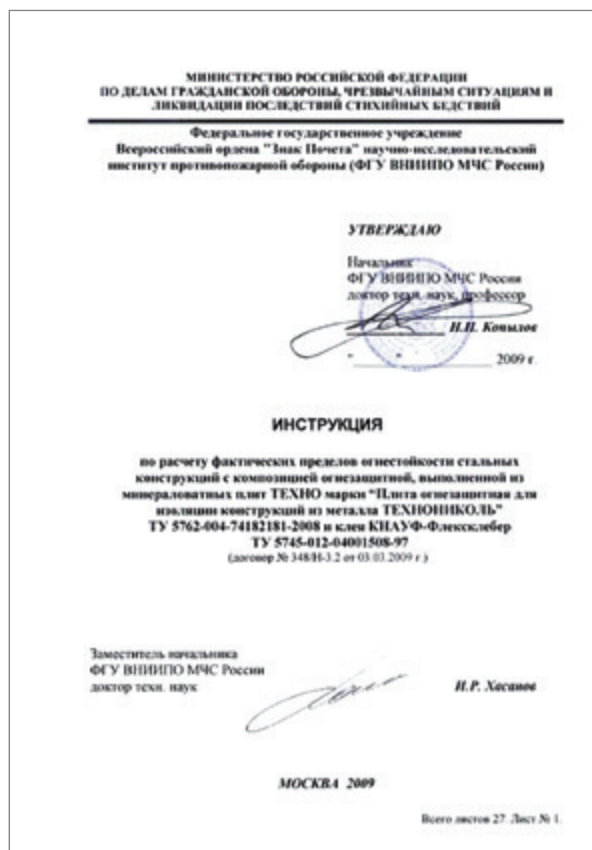 МИНИСТЕРСТВО РОССИЙСКОЙ ФЕДЕРАЦИИ
ПО ДЕЛАМ ГРАЖДАНСКОЙ ОБОРОНЫ, ЧРЕЗВЫЧАЙНЫМ СИТУАЦИЯМ И
ЛИКВИДАЦИИ ПОСЛЕДСТВИЙ СТИХИЙНЫХ БЕДСТВИЙ
Федеральное государственное учреждение
Всероссийский ордена "Знак Почета" научно-исследовательский
институт противопожарной обороны (ФГУ ВНИИПО МЧС России)
УТВЕРЖДАЮ
Начальник
ФГУ ВНИИПО МЧС России
доктор техн. наук, профессор
Н.П. Копылов
" " 2009 г.
ИНСТРУКЦИЯ
по расчету фактических пределов огнестойкости стальных
конструкций с композицией огнезащитной, выполненной из
минераловатных плит ТЕХНО марки "Плита огнезащитная для
изоляции конструкций из металла ТЕХНОНИКОЛЬ"
ТУ 5762-004-74182181-2008 и клея КНАУФ-Флексклебер
ТУ 5745-012-04001508-97
(договор № 348/Н-3.2 от 03.03.2009 г.)
Заместитель начальника
ФГУ ВНИИПО МЧС России
доктор техн. наук
И.Р. Хасанов
МОСКВА 2009
Всего листов 27 Лист № 1.